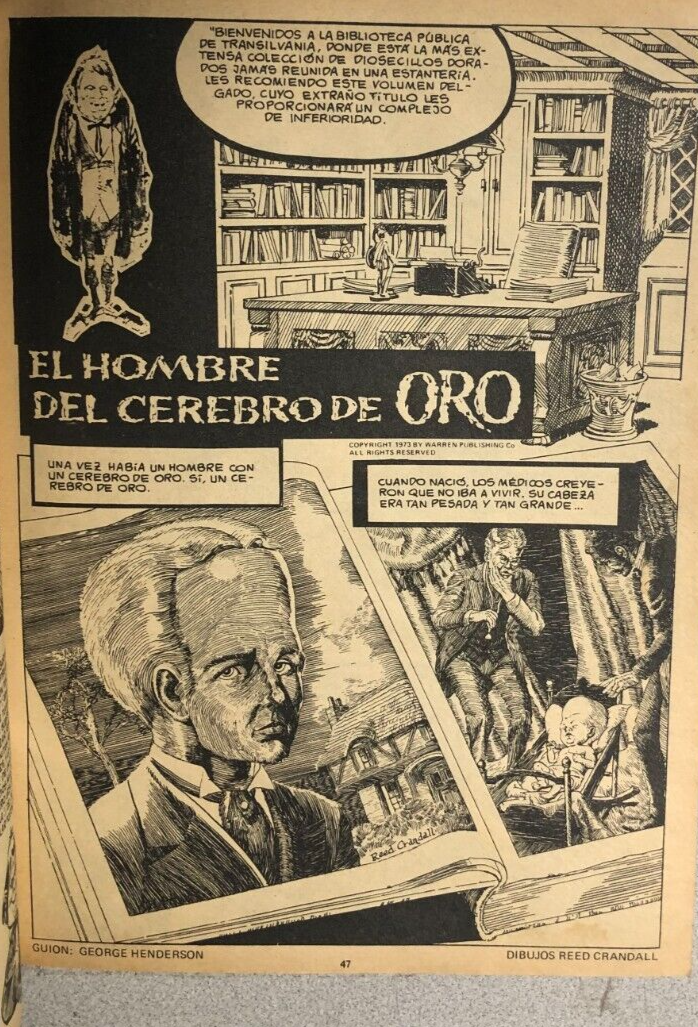 "BIENVENIDOS A LA BIBLIOTECA PÚBLICA
DE TRANSILVANIA, DONDE ESTÁ LA MÁS EX-
TENSA COLECCIÓN DE DIOSECILLOS DORA-
DOS JAMÁS REUNIDA EN UNA ESTANTERÍA.
LES RECOMIENDO ESTE VOLUMEN DEL-
GADO, CUYO EXTRAÑO TÍTULO LES
PROPORCIONARÁ UN COMPLEJO
DE INFERIORIDAD.
EL HOMBRE
DEL CEREBRO DE ORO
COPYRIGHT 1973 BY WARREN PUBLISHING Co
ALL RIGHTS RESERVED
UNA VEZ HABÍA UN HOMBRE CON
UN CEREBRO DE ORO. SÍ, UN CE-
REBRO DE ORO.
CUANDO NACIÓ, LOS MÉDICOS CREYE-
RON QUE NO IBA A VIVIR. SU CABEZA
ERA TAN PESADA Y TAN GRANDE...
Reed Crandall
GUION: GEORGE HENDERSON
47
DIBUJOS REED CRANDALL